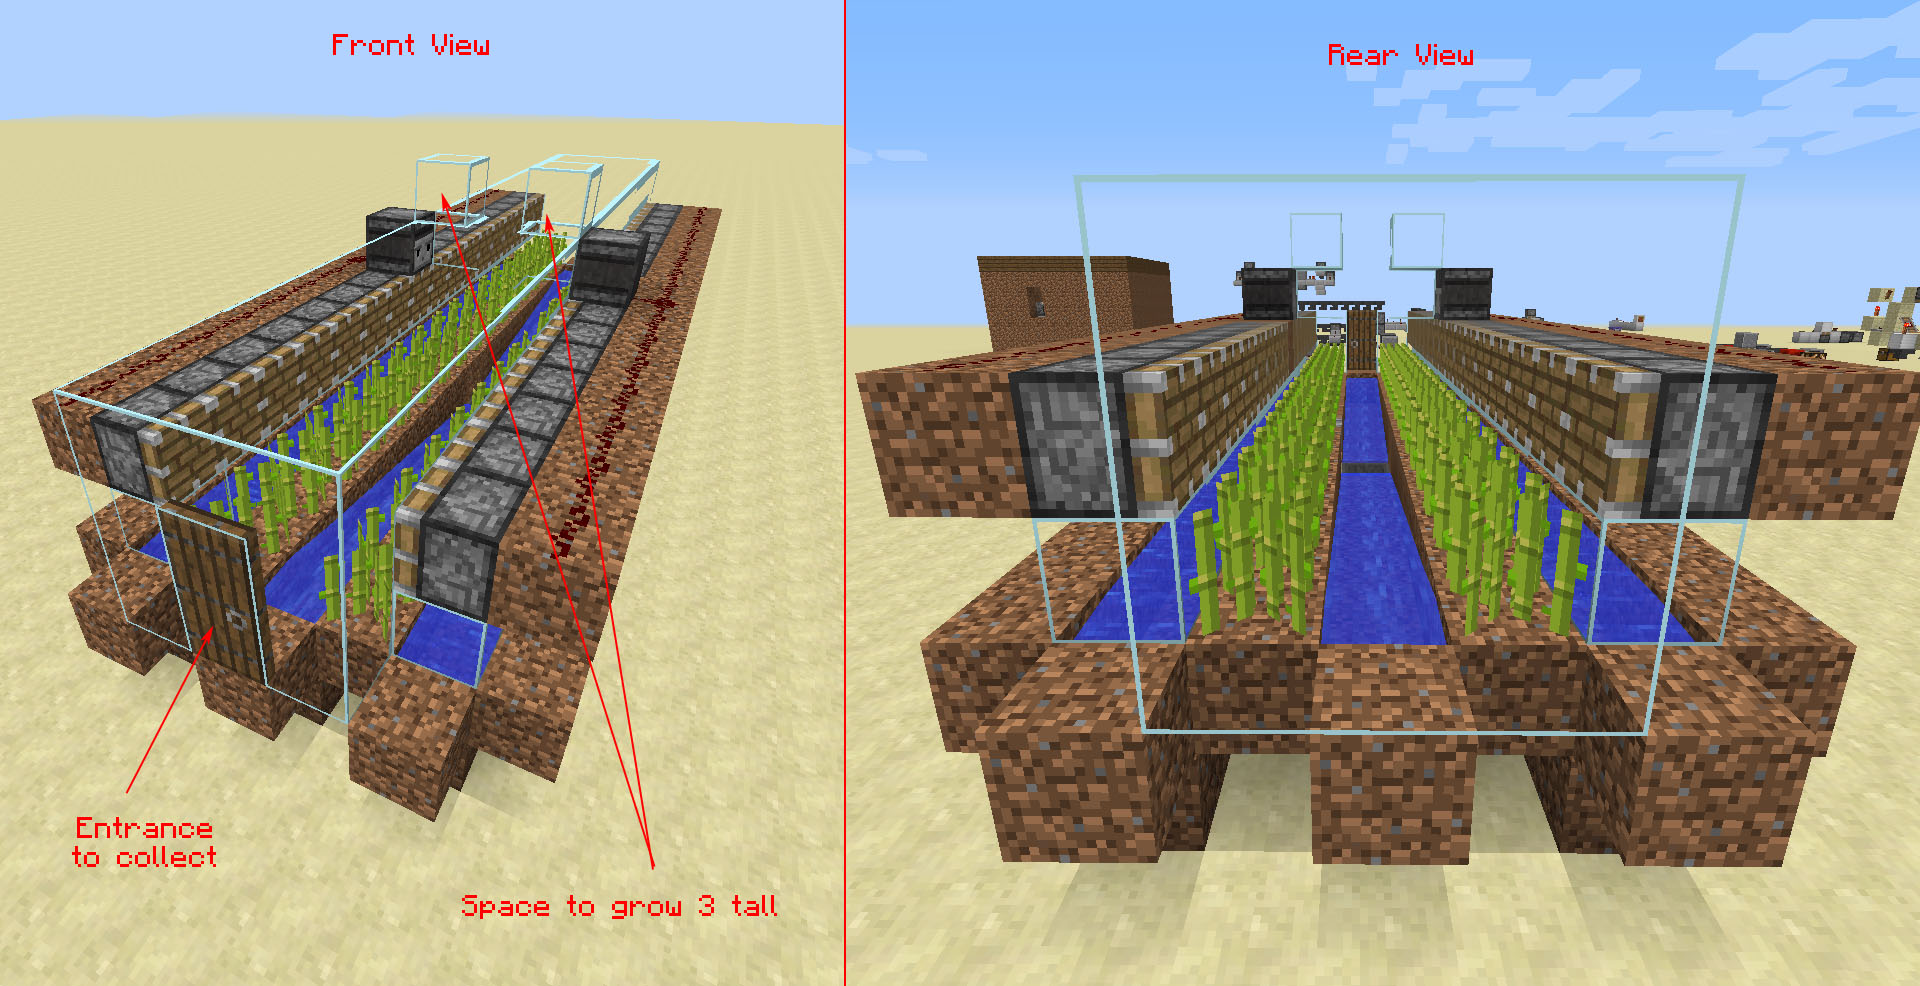 Front View
Rear View
Entrance
to collect
Space to grow 3 tall